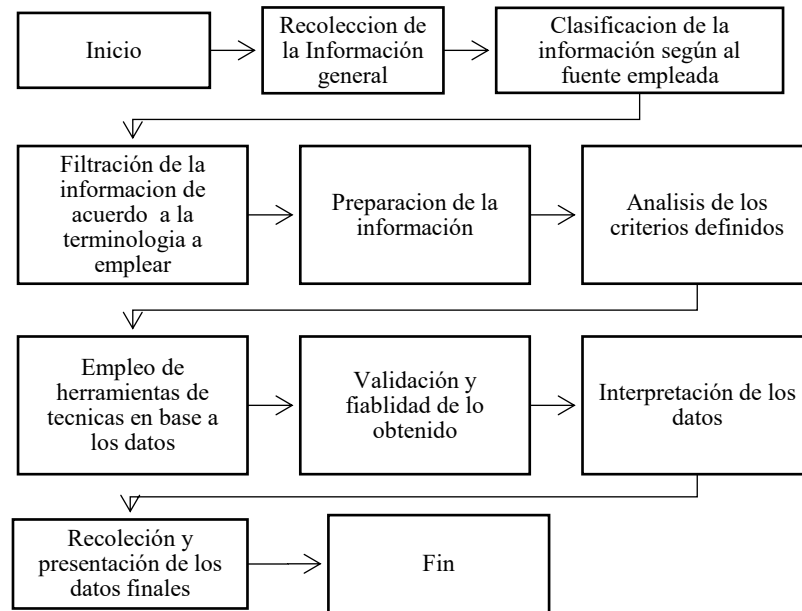 Inicio
Recoleccion de
la Información
general
Clasificacion de la
información según al
fuente empleada
Filtración de la
informacion de
acuerdo a la
terminologia a
emplear
Preparacion de la
información
Analisis de los
criterios definidos
Empleo de
herramientas de
tecnicas en base a
los datos
Validación y
fiablidad de lo
obtenido
Interpretación de los
datos
Recoleción y
presentación de los
datos finales
Fin